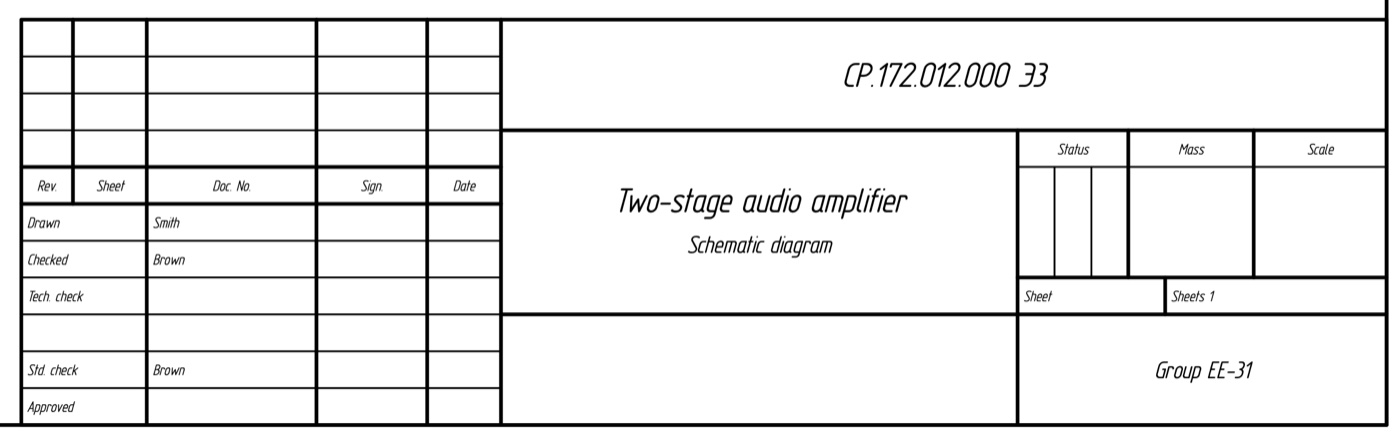 CP.172.012.000 ЭЗ
Status Mass Scale
Rev. Sheet Doc. No. Sign. Date
Two-stage audio amplifier
Schematic diagram
Drawn Smith
Checked Brown
Tech. check
Sheet Sheets 1
Std. check Brown
Group EE-31
Approved